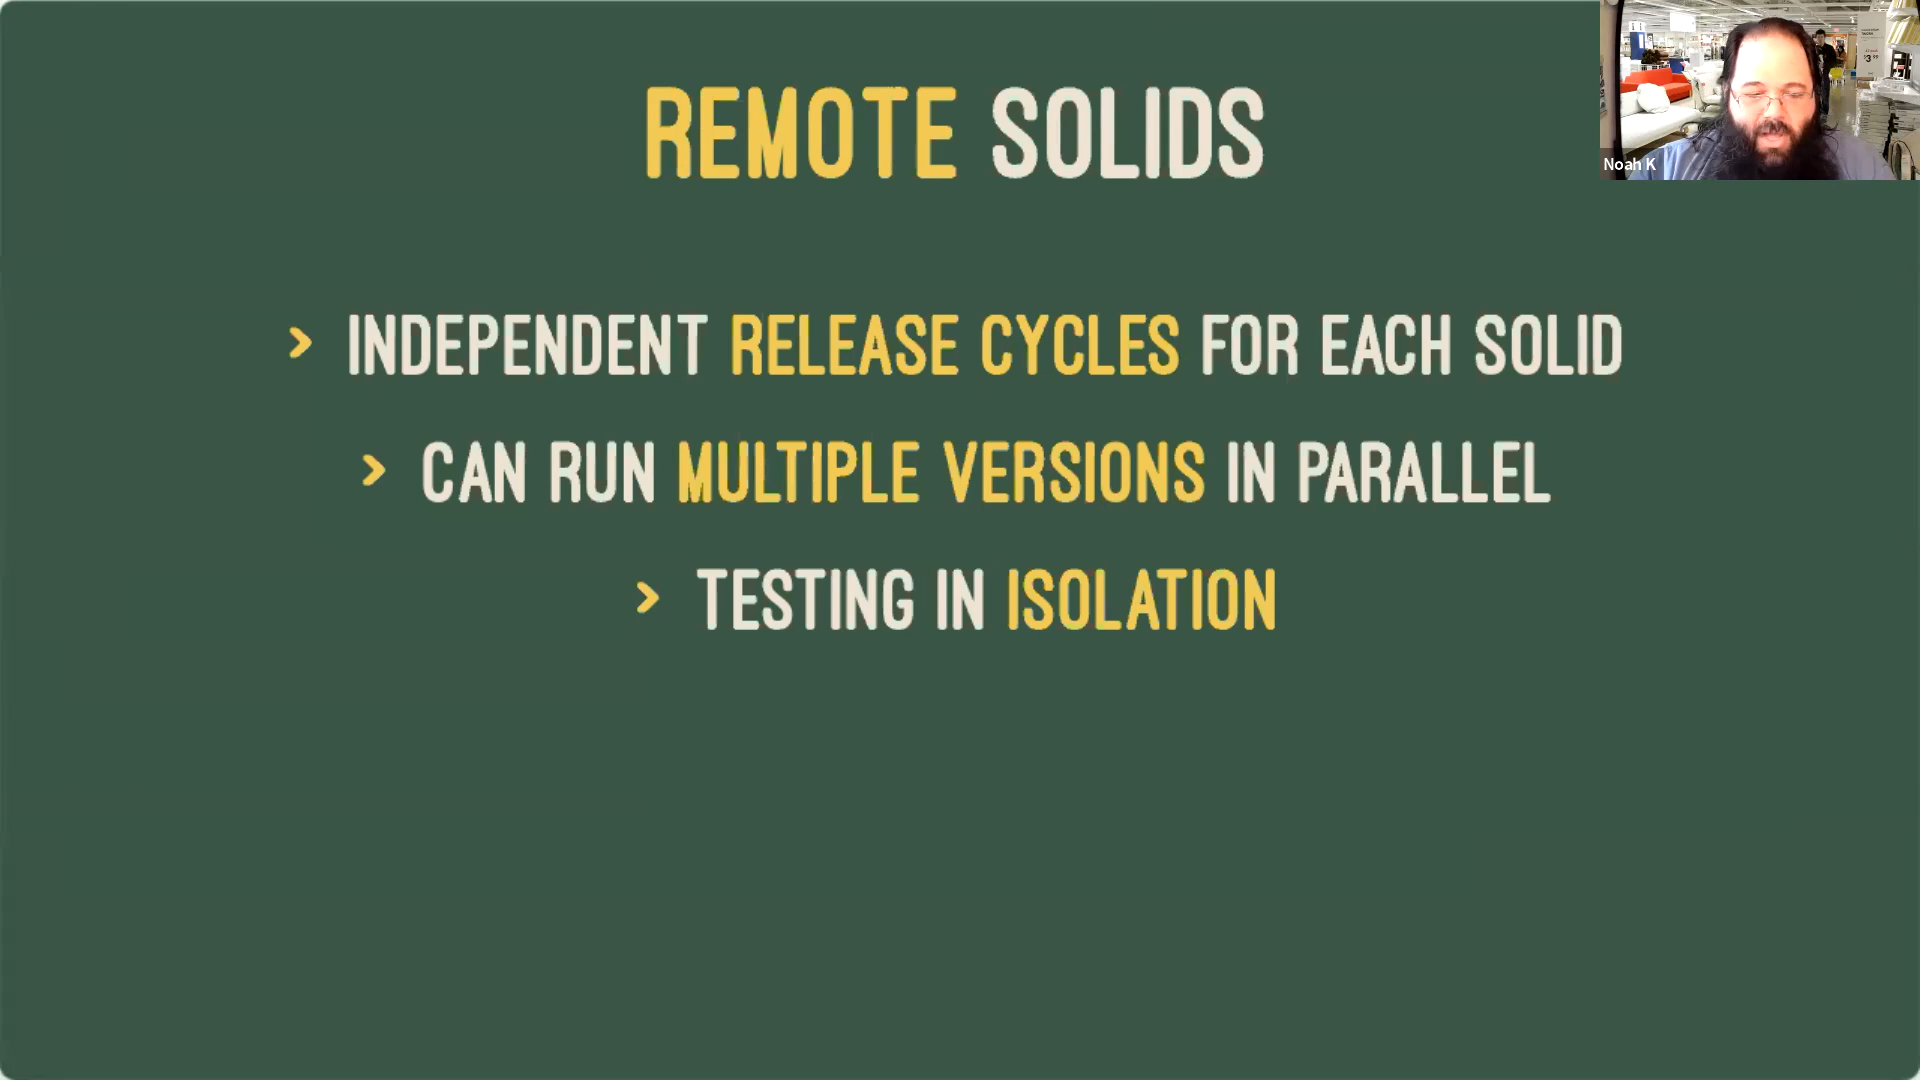 REMOTE SOLIDS
> INDEPENDENT RELEASE CYCLES FOR EACH SOLID
> CAN RUN MULTIPLE VERSIONS IN PARALLEL
> TESTING IN ISOLATION
Noah K